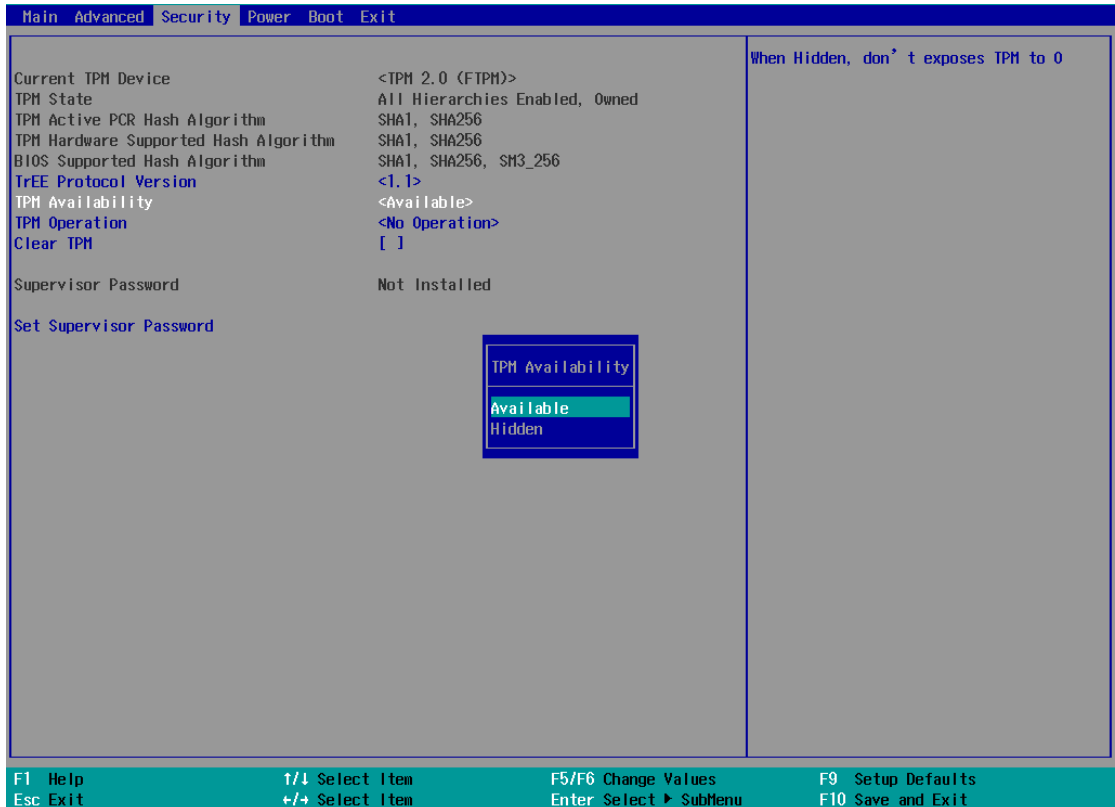 Main Advanced Security Power Boot Exit
When Hidden, don't exposes TPM to 0
Current TPM Device <TPM 2.0 (FTPM)>
TPM State All Hierarchies Enabled, Owned
TPM Active PCR Hash Algorithm SHA1, SHA256
TPM Hardware Supported Hash Algorithm SHA1, SHA256
BIOS Supported Hash Algorithm SHA1, SHA256, SM3_256
TrEE Protocol Version <1.1>
TPM Availability <Available>
TPM Operation <No Operation>
Clear TPM [ ]
Supervisor Password Not Installed
Set Supervisor Password
TPM Availability
Available
Hidden
F1 Help ↑/↓ Select Item F5/F6 Change Values F9 Setup Defaults
Esc Exit ←/→ Select Item Enter Select ▶ SubMenu F10 Save and Exit